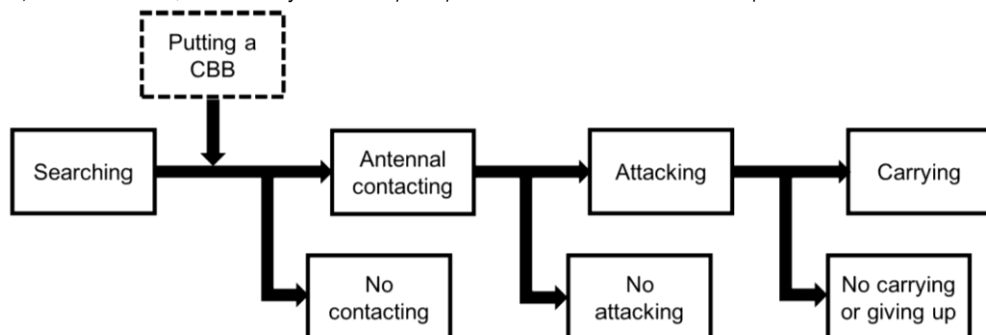 Putting a
CBB
Searching
Antennal
contacting
Attacking
Carrying
No
contacting
No
attacking
No carrying
or giving up